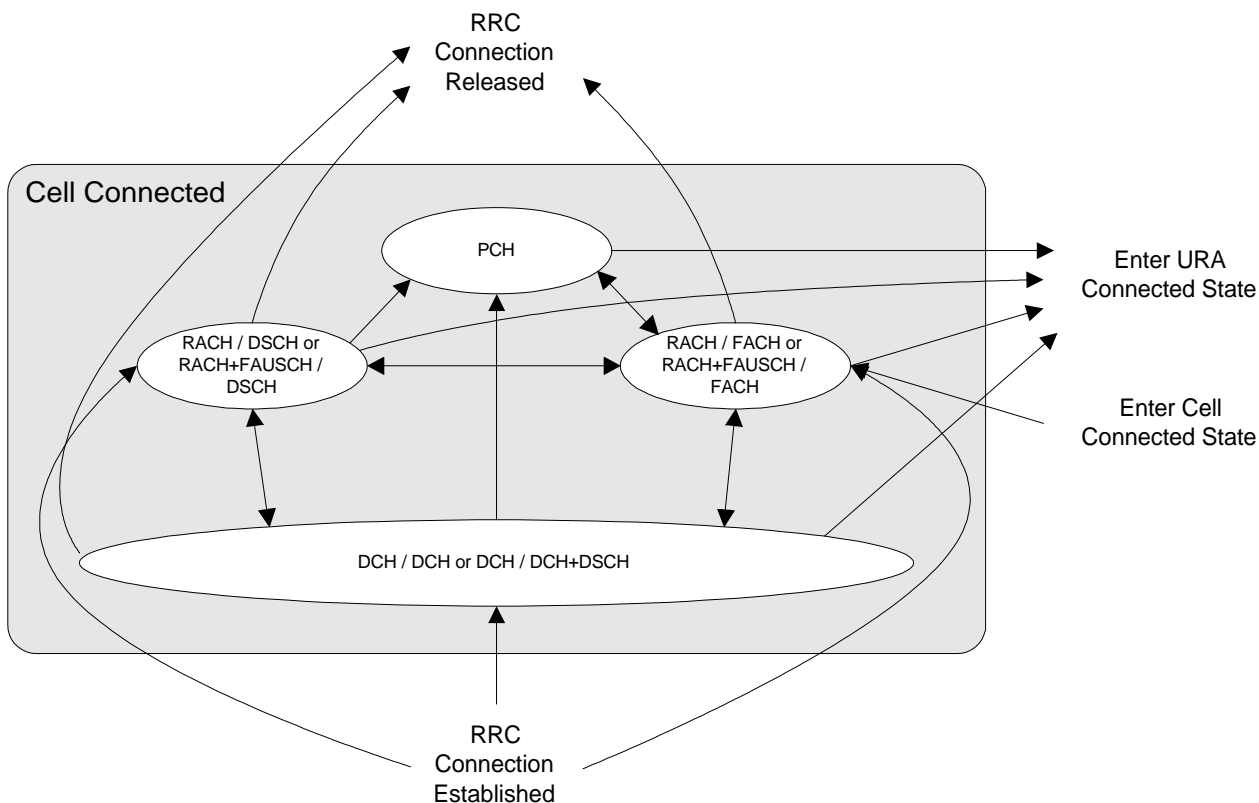 RRC
Connection
Released
Cell Connected
PCH
Enter URA
Connected State
RACH / DSCH or
RACH+FAUSCH /
DSCH
RACH / FACH or
RACH+FAUSCH /
FACH
Enter Cell
Connected State
DCH / DCH or DCH / DCH+DSCH
RRC
Connection
Established